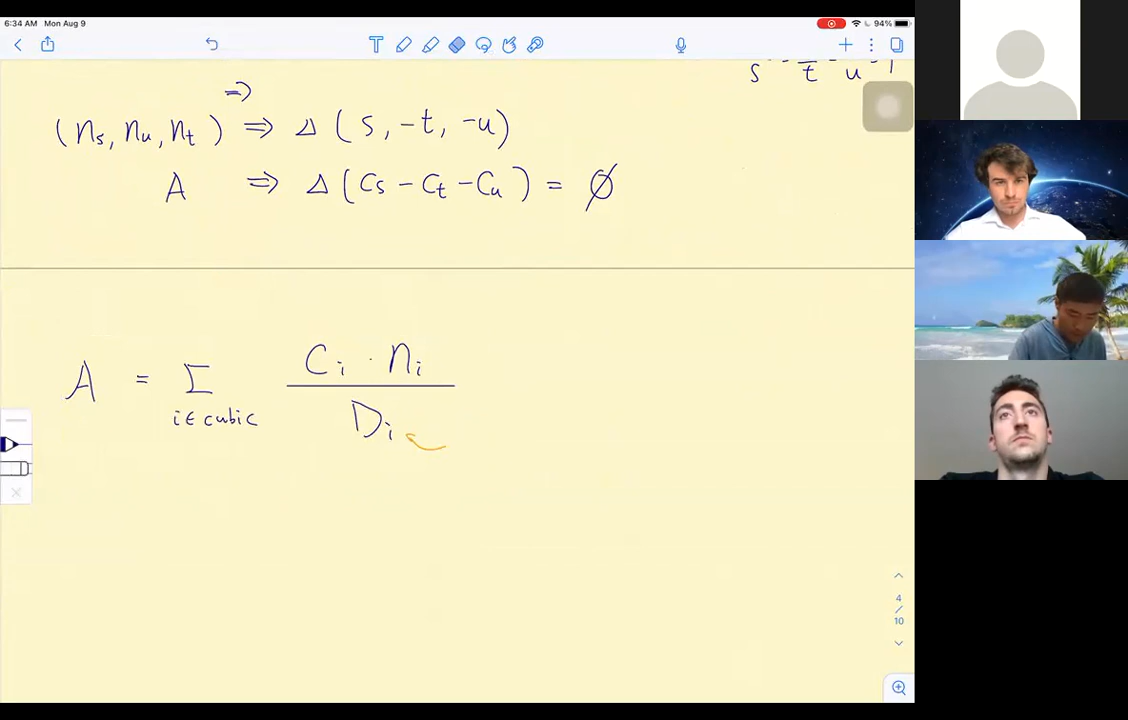 6:34 AM Mon Aug 9
94%
s t u
⇒
(n_s, n_u, n_t) ⇒ Δ(s, -t, -u)
A ⇒ Δ(C_s - C_t - C_u) = ∅
A = Σ_{i∈cubic} C_i · n_i / D_i
4
/
10